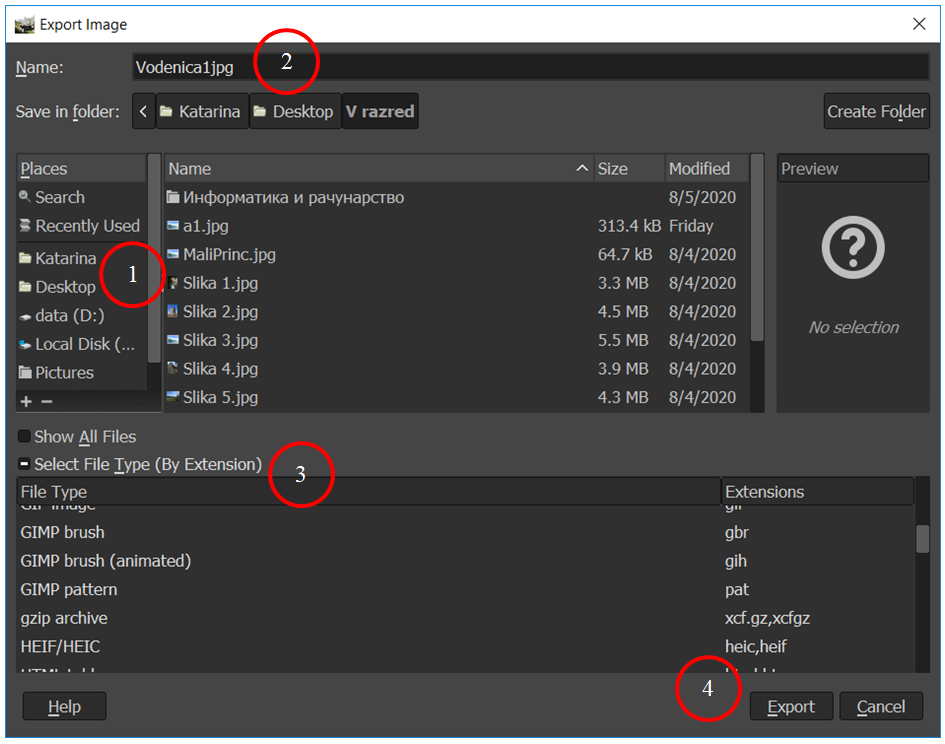 Export Image
Name: Vodenica1jpg 2
Save in folder: Katarina Desktop V razred Create Folder
Places Name Size Modified Preview
Search Информатика и рачунарство 8/5/2020
Recently Used a1.jpg 313.4 kB Friday
Katarina MaliPrinc.jpg 64.7 kB 8/4/2020
1
Desktop Slika 1.jpg 3.3 MB 8/4/2020
data (D:) Slika 2.jpg 4.5 MB 8/4/2020
No selection
Local Disk (... Slika 3.jpg 5.5 MB 8/4/2020
Pictures Slika 4.jpg 3.9 MB 8/4/2020
Slika 5.jpg 4.3 MB 8/4/2020
Show All Files
Select File Type (By Extension) 3
File Type Extensions
GIF image gif
GIMP brush gbr
GIMP brush (animated) gih
GIMP pattern pat
gzip archive xcf.gz,xcfgz
HEIF/HEIC heic,heif
4
Help Export Cancel